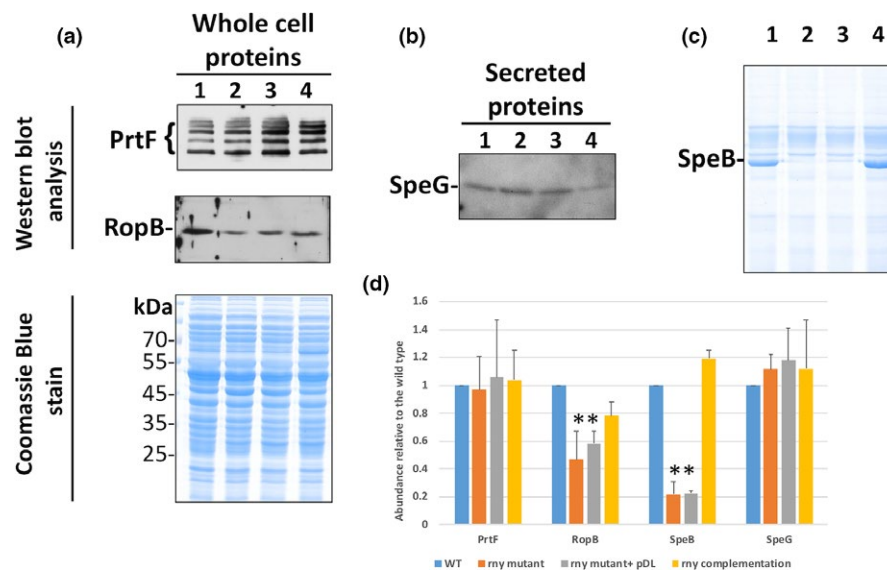 (a)
Whole cell
proteins
1 2 3 4
Western blot
analysis
PrtF {
RopB-
Coomassie Blue
stain
kDa
70-
55-
45-
35-
25-
(b)
Secreted
proteins
1 2 3 4
SpeG-
(c)
1 2 3 4
SpeB-
(d)
Abundance relative to the wild type
1.6
1.4
1.2
1
0.8
0.6
0.4
0.2
0
**
**
PrtF RopB SpeB SpeG
WT rny mutant rny mutant+ pDL rny complementation